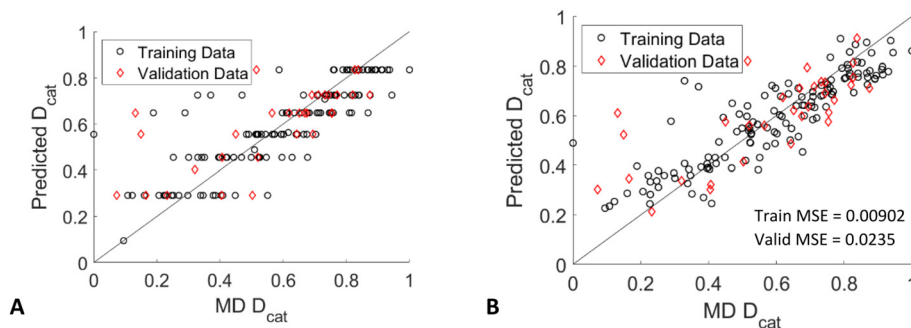 1
Training Data
Validation Data
0.8
0.6
0.4
0.2
0
0 0.2 0.4 0.6 0.8 1
Predicted D_cat
MD D_cat
A
1
Training Data
Validation Data
0.8
0.6
0.4
0.2
0
0 0.2 0.4 0.6 0.8 1
Predicted D_cat
Train MSE = 0.00902
Valid MSE = 0.0235
MD D_cat
B